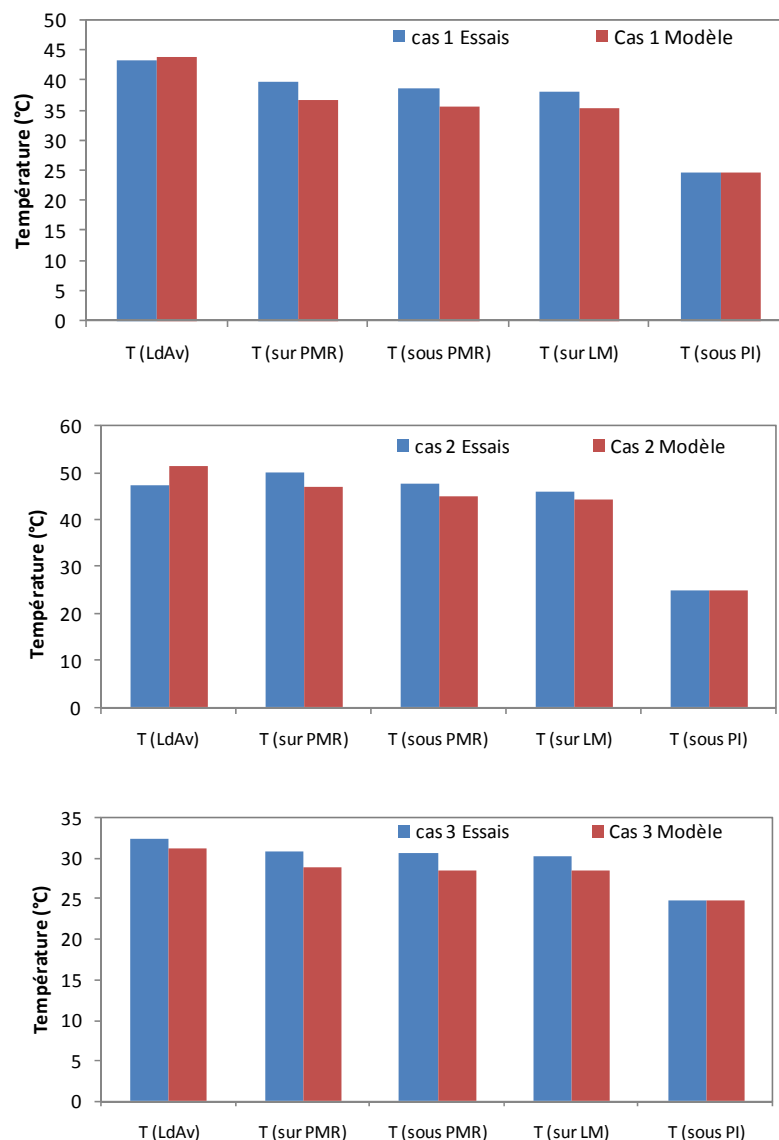 50
45
40
35
30
25
20
15
10
5
0
Température (°C)
cas 1 Essais
Cas 1 Modèle
T (LdAv)
T (sur PMR)
T (sous PMR)
T (sur LM)
T (sous PI)
60
50
40
30
20
10
0
Température (°C)
cas 2 Essais
Cas 2 Modèle
T (LdAv)
T (sur PMR)
T (sous PMR)
T (sur LM)
T (sous PI)
35
30
25
20
15
10
5
0
Température (°C)
cas 3 Essais
Cas 3 Modèle
T (LdAv)
T (sur PMR)
T (sous PMR)
T (sur LM)
T (sous PI)